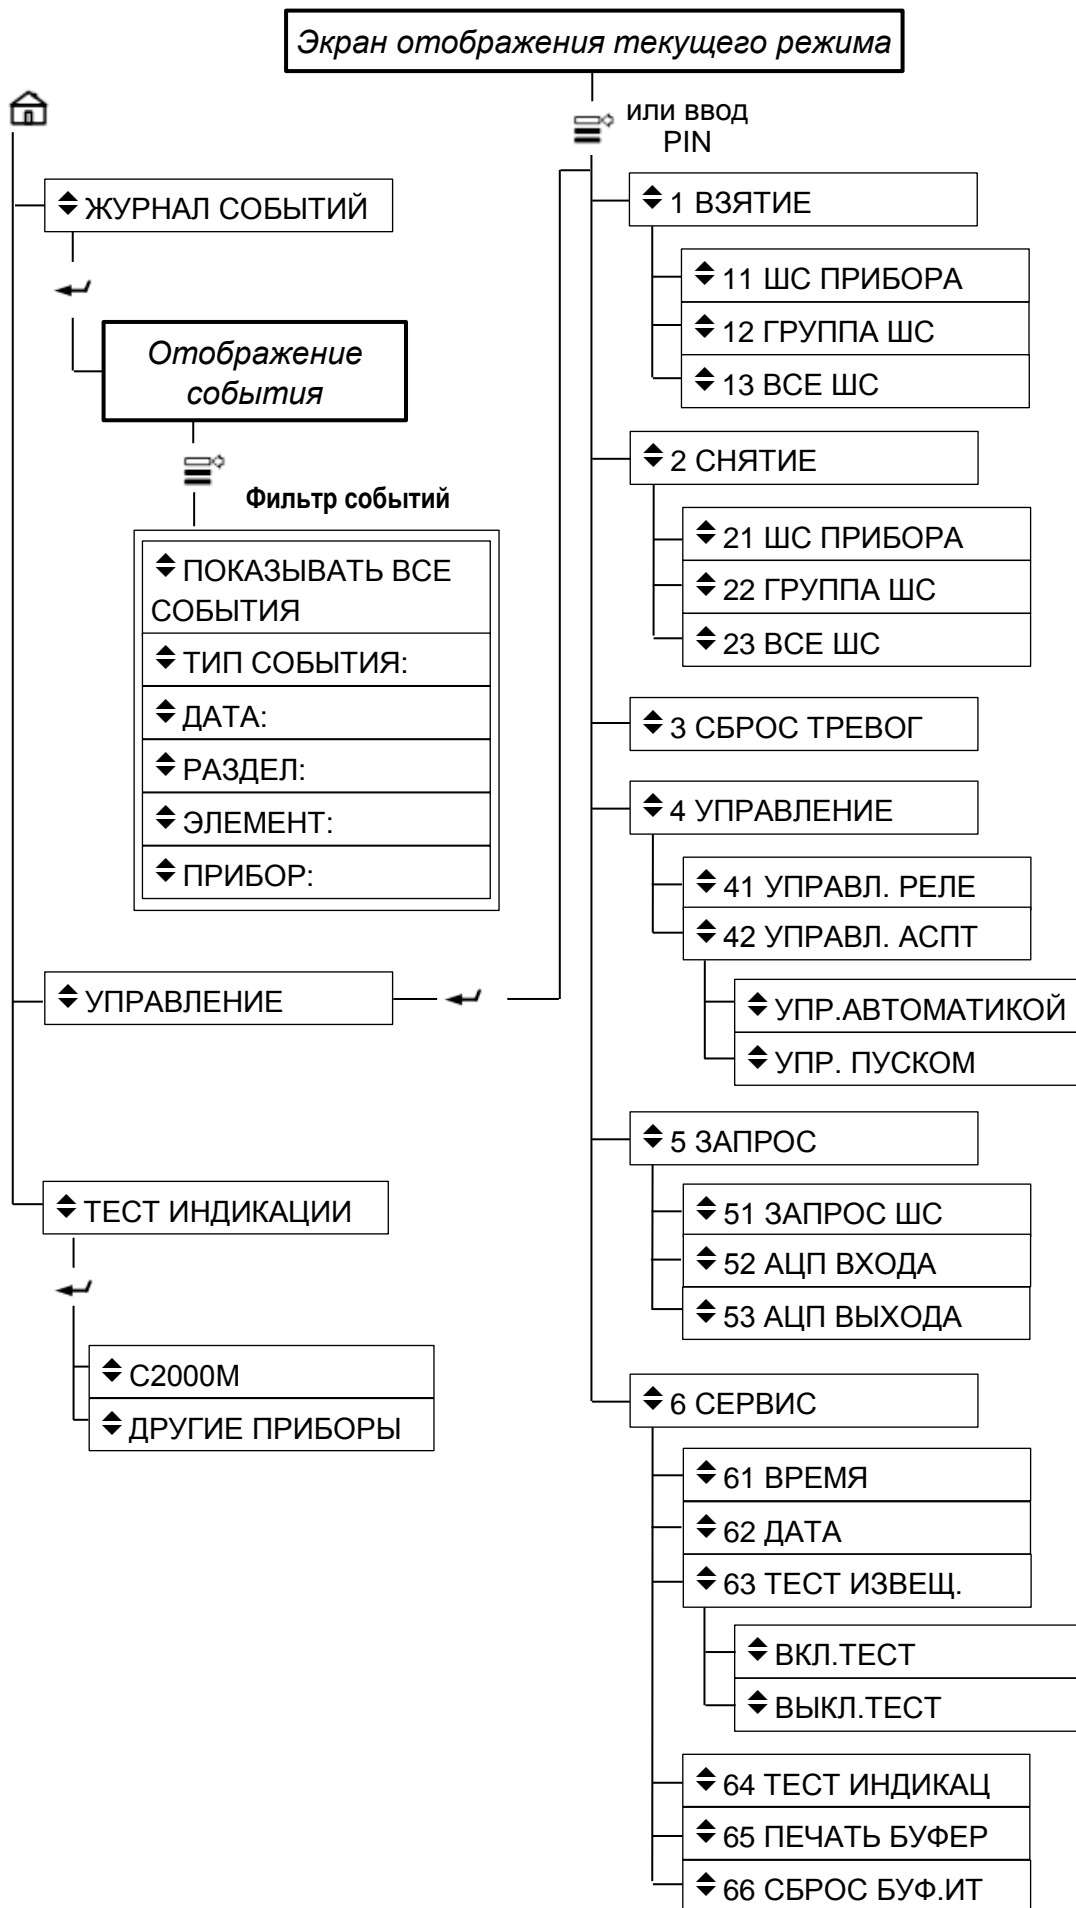 Экран отображения текущего режима
или ввод
PIN
ЖУРНАЛ СОБЫТИЙ
Отображение
события
Фильтр событий
ПОКАЗЫВАТЬ ВСЕ
СОБЫТИЯ
ТИП СОБЫТИЯ:
ДАТА:
РАЗДЕЛ:
ЭЛЕМЕНТ:
ПРИБОР:
УПРАВЛЕНИЕ
ТЕСТ ИНДИКАЦИИ
С2000М
ДРУГИЕ ПРИБОРЫ
1 ВЗЯТИЕ
11 ШС ПРИБОРА
12 ГРУППА ШС
13 ВСЕ ШС
2 СНЯТИЕ
21 ШС ПРИБОРА
22 ГРУППА ШС
23 ВСЕ ШС
3 СБРОС ТРЕВОГ
4 УПРАВЛЕНИЕ
41 УПРАВЛ. РЕЛЕ
42 УПРАВЛ. АСПТ
УПР.АВТОМАТИКОЙ
УПР. ПУСКОМ
5 ЗАПРОС
51 ЗАПРОС ШС
52 АЦП ВХОДА
53 АЦП ВЫХОДА
6 СЕРВИС
61 ВРЕМЯ
62 ДАТА
63 ТЕСТ ИЗВЕЩ.
ВКЛ.ТЕСТ
ВЫКЛ.ТЕСТ
64 ТЕСТ ИНДИКАЦ
65 ПЕЧАТЬ БУФЕР
66 СБРОС БУФ.ИТ